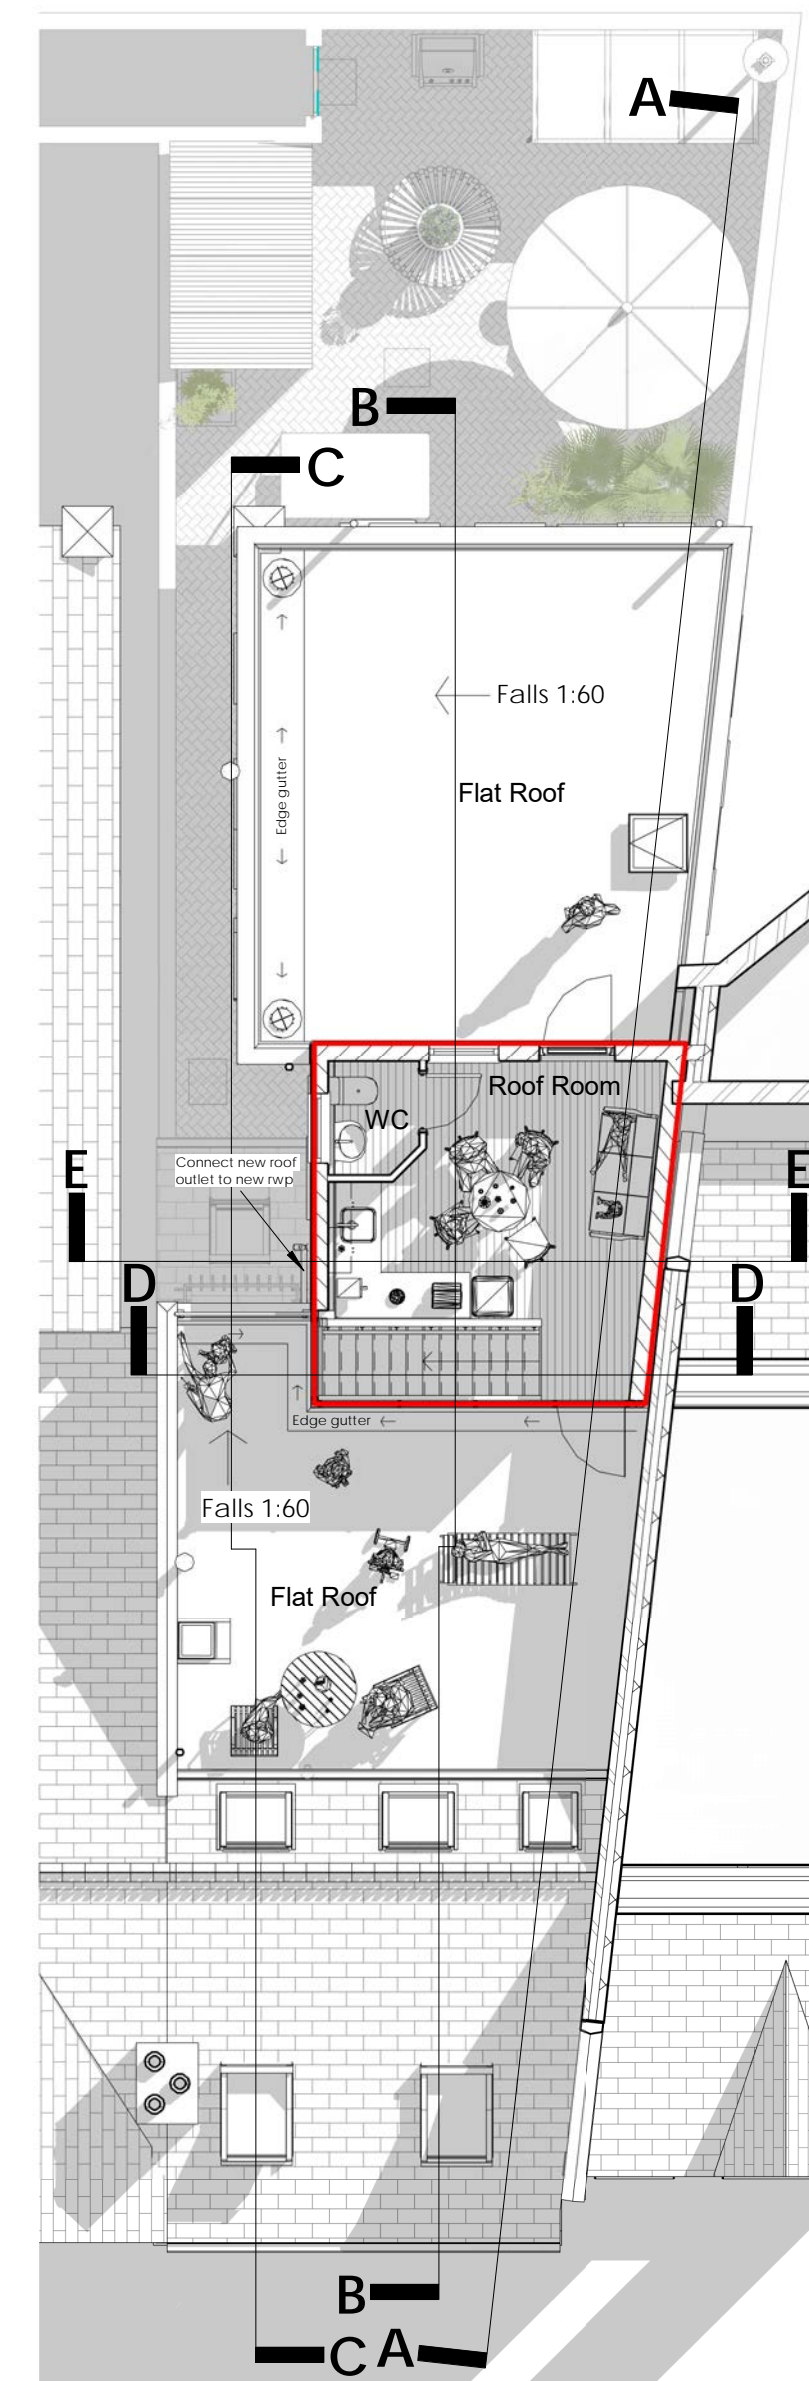 A
B
C
Falls 1:60
Edge gutter
Flat Roof
Roof Room
WC
Connect new roof
outlet to new rwp
E
E
D
D
Edge gutter
Falls 1:60
Flat Roof
B
C
A